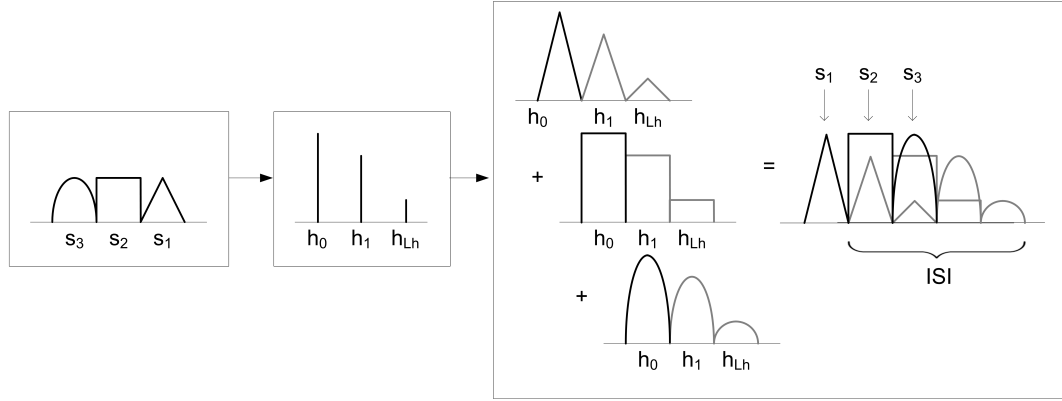 s3 s2 s1
h0 h1 hLh
h0 h1 hLh
+
h0 h1 hLh
+
h0 h1 hLh
=
s1 s2 s3
ISI